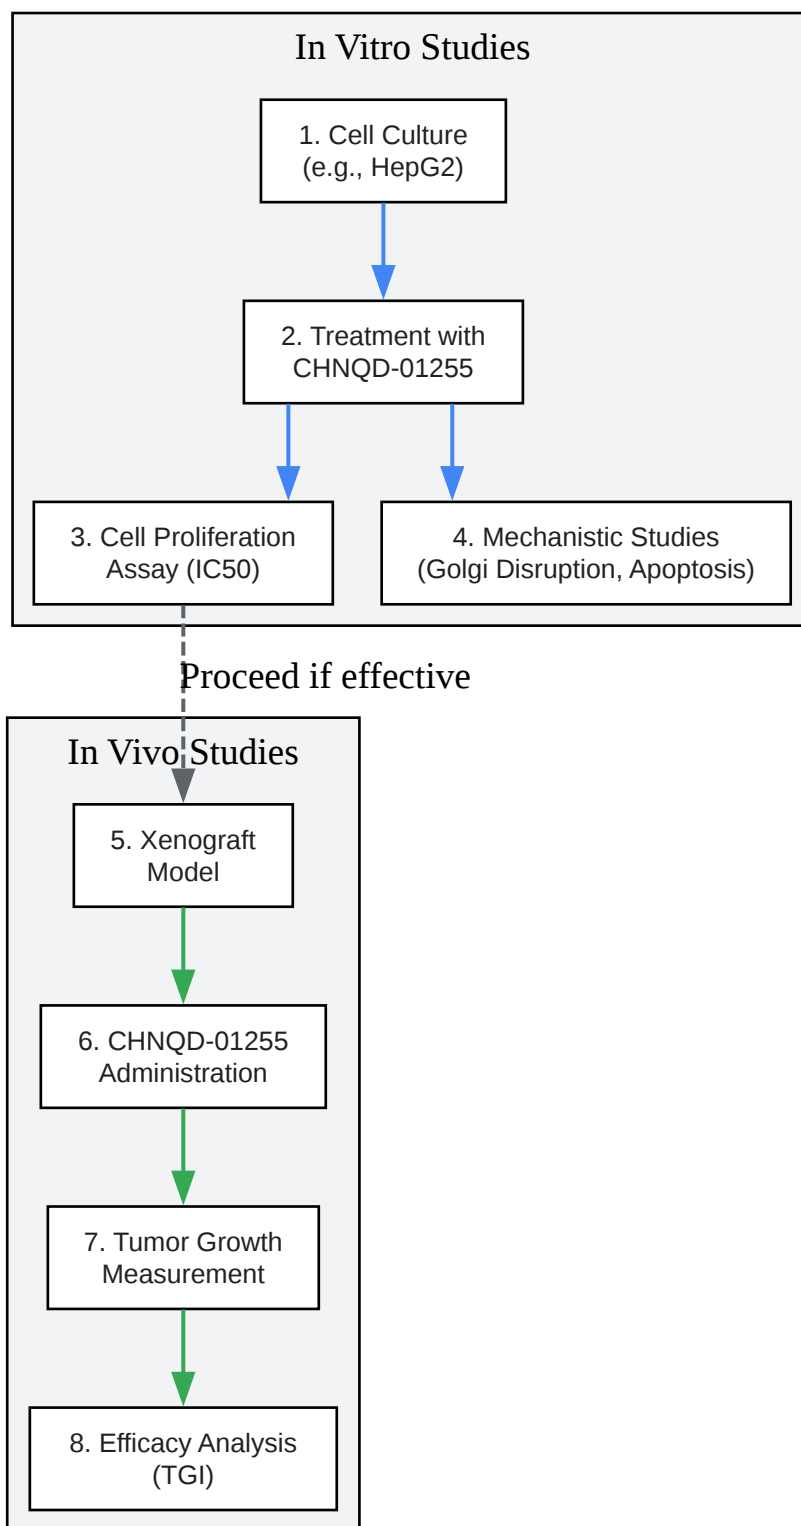 In Vitro Studies
1. Cell Culture
(e.g., HepG2)
2. Treatment with
CHNQD-01255
3. Cell Proliferation
Assay (IC50)
4. Mechanistic Studies
(Golgi Disruption, Apoptosis)
Proceed if effective
In Vivo Studies
5. Xenograft
Model
6. CHNQD-01255
Administration
7. Tumor Growth
Measurement
8. Efficacy Analysis
(TGI)